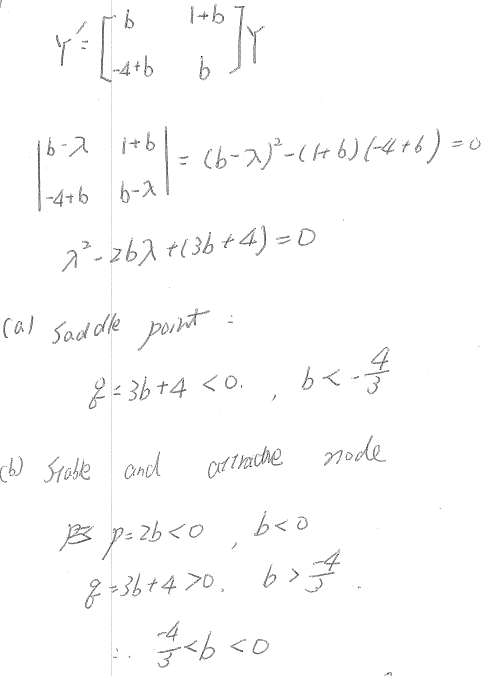 Y' = [ b 1+b ; -4+b b ] Y
| b-λ 1+b ; -4+b b-λ | = (b-λ)² - (1+b)(-4+b) = 0
λ² - 2bλ + (3b+4) = 0
(a) Saddle point :
q = 3b+4 < 0. , b < -4/3
(b) Stable and attractive node
p = 2b < 0 , b < 0
q = 3b+4 > 0. b > -4/3 .
∴ -4/3 < b < 0